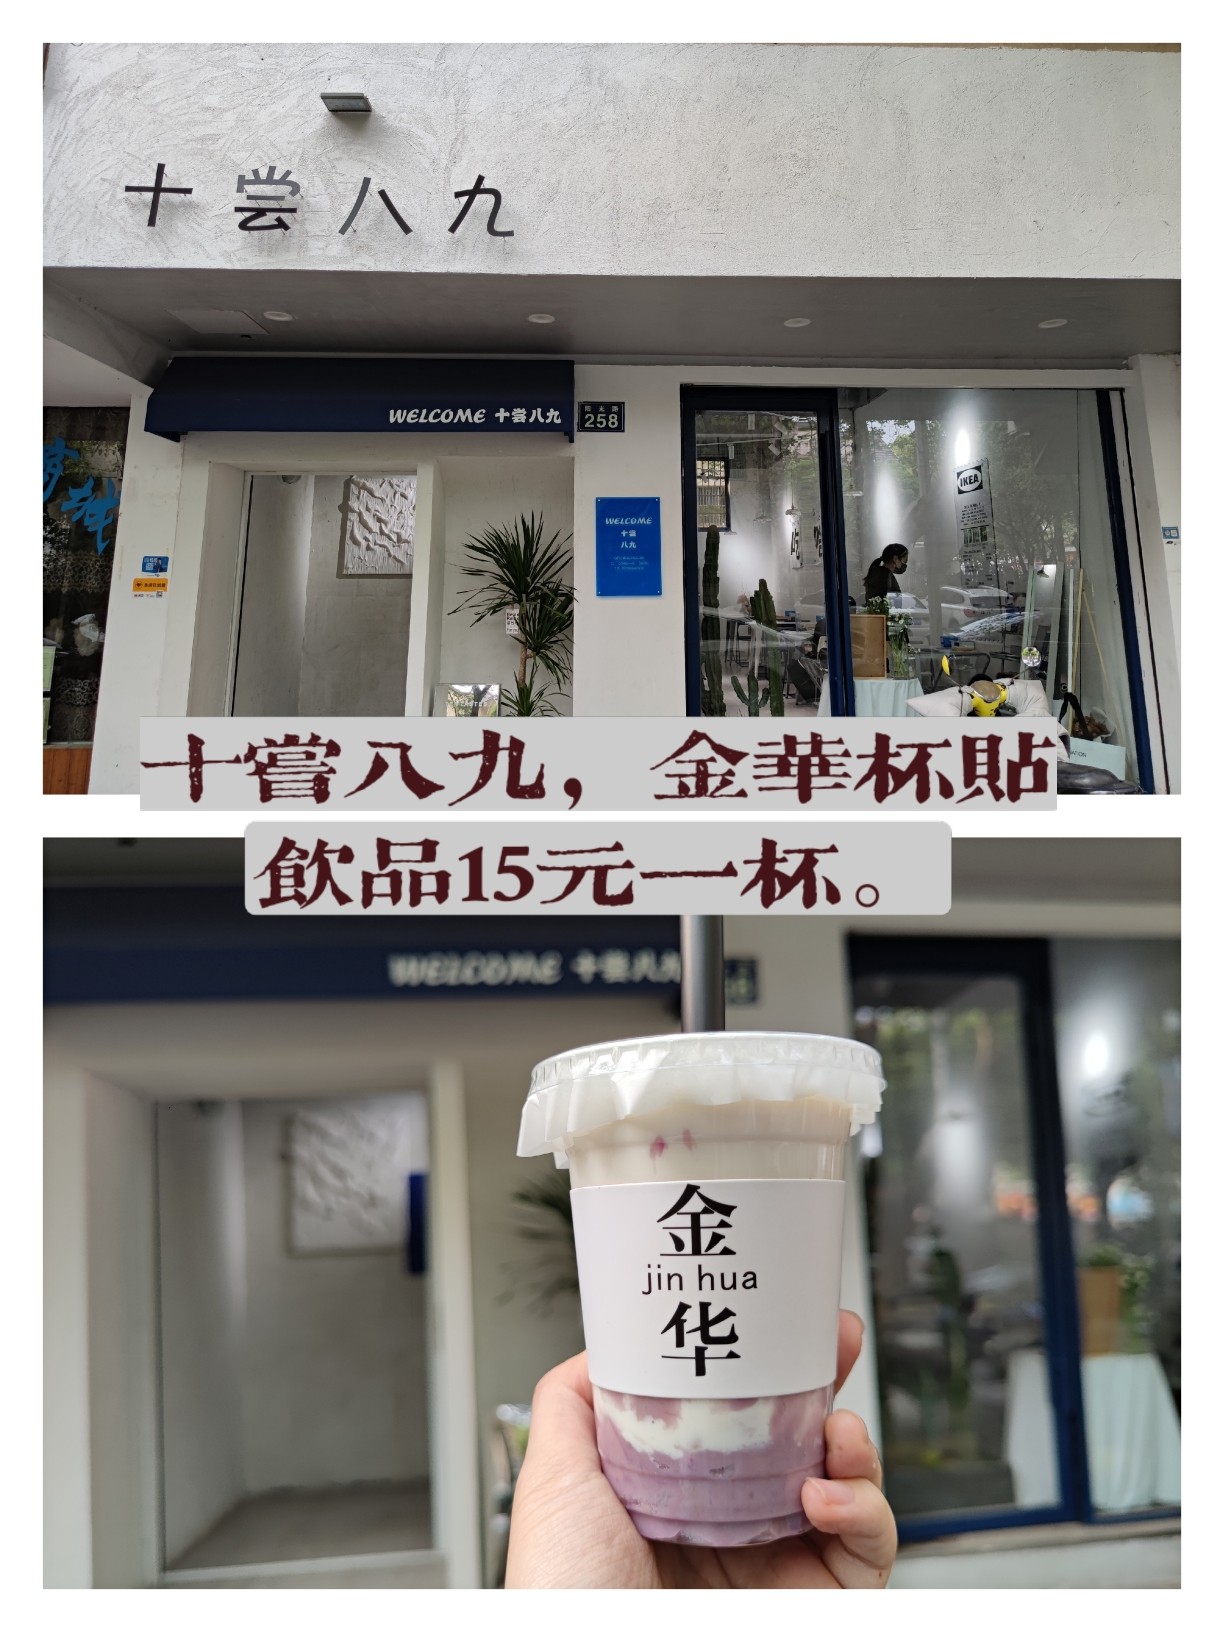 十尝八九
WELCOME 十尝八九
258
WELCOME
十尝
八九
IKEA
十嘗八九，金華杯貼
飲品15元一杯。
WELCOME 十尝八九
金
jin hua
华